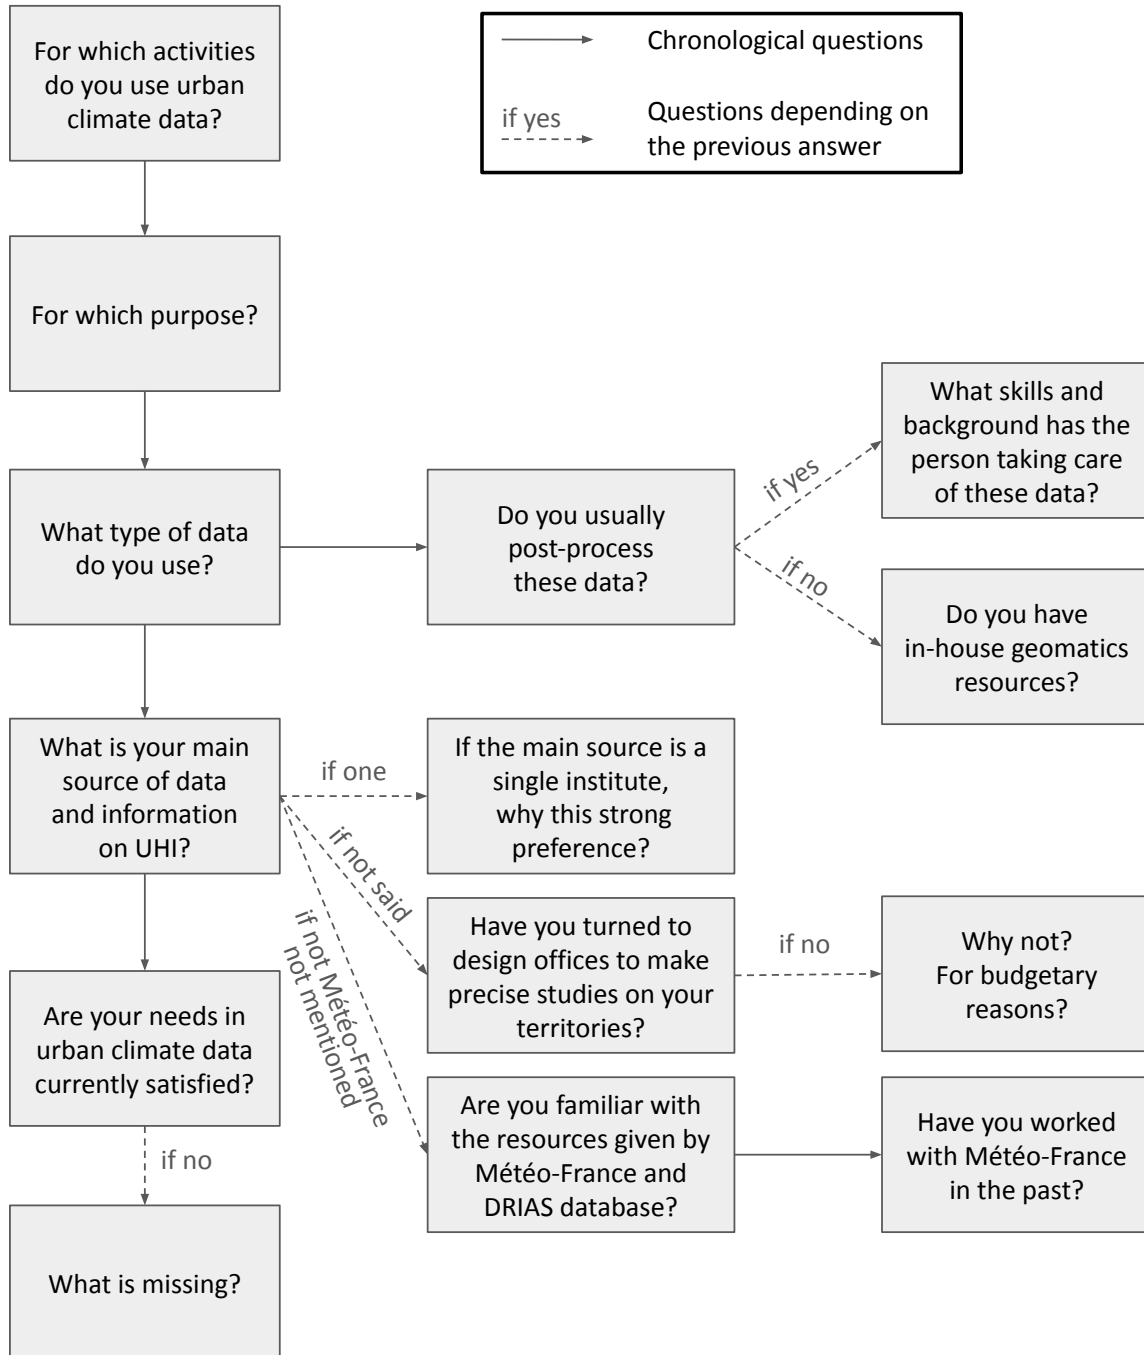 For which activities
do you use urban
climate data?
Chronological questions
if yes
Questions depending on
the previous answer
For which purpose?
What type of data
do you use?
Do you usually
post-process
these data?
if yes
What skills and
background has the
person taking care
of these data?
if no
Do you have
in-house geomatics
resources?
What is your main
source of data
and information
on UHI?
if one
If the main source is a
single institute,
why this strong
preference?
if not said
Have you turned to
design offices to make
precise studies on your
territories?
if no
Why not?
For budgetary
reasons?
if not Météo-France
not mentioned
Are you familiar with
the resources given by
Météo-France and
DRIAS database?
Have you worked
with Météo-France
in the past?
Are your needs in
urban climate data
currently satisfied?
if no
What is missing?